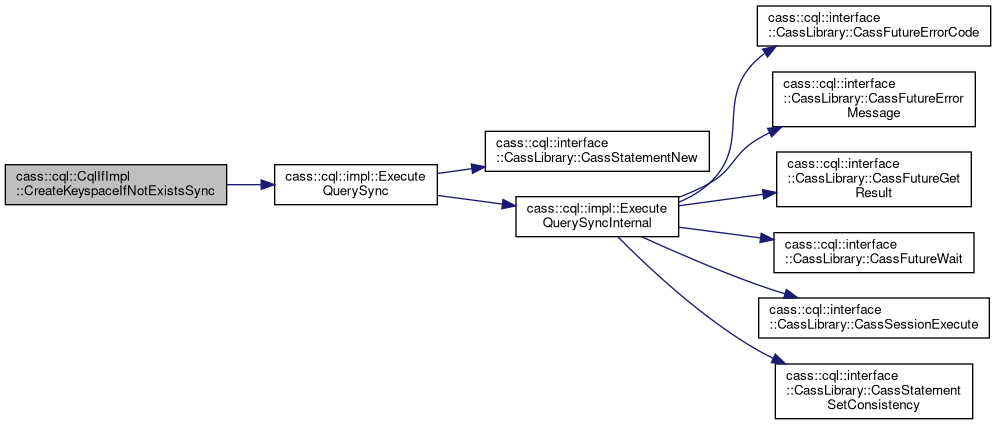 cass::cql::CqlIfImpl
::CreateKeyspaceIfNotExistsSync
cass::cql::impl::Execute
QuerySync
cass::cql::interface
::CassLibrary::CassStatementNew
cass::cql::impl::Execute
QuerySyncInternal
cass::cql::interface
::CassLibrary::CassFutureErrorCode
cass::cql::interface
::CassLibrary::CassFutureError
Message
cass::cql::interface
::CassLibrary::CassFutureGet
Result
cass::cql::interface
::CassLibrary::CassFutureWait
cass::cql::interface
::CassLibrary::CassSessionExecute
cass::cql::interface
::CassLibrary::CassStatement
SetConsistency